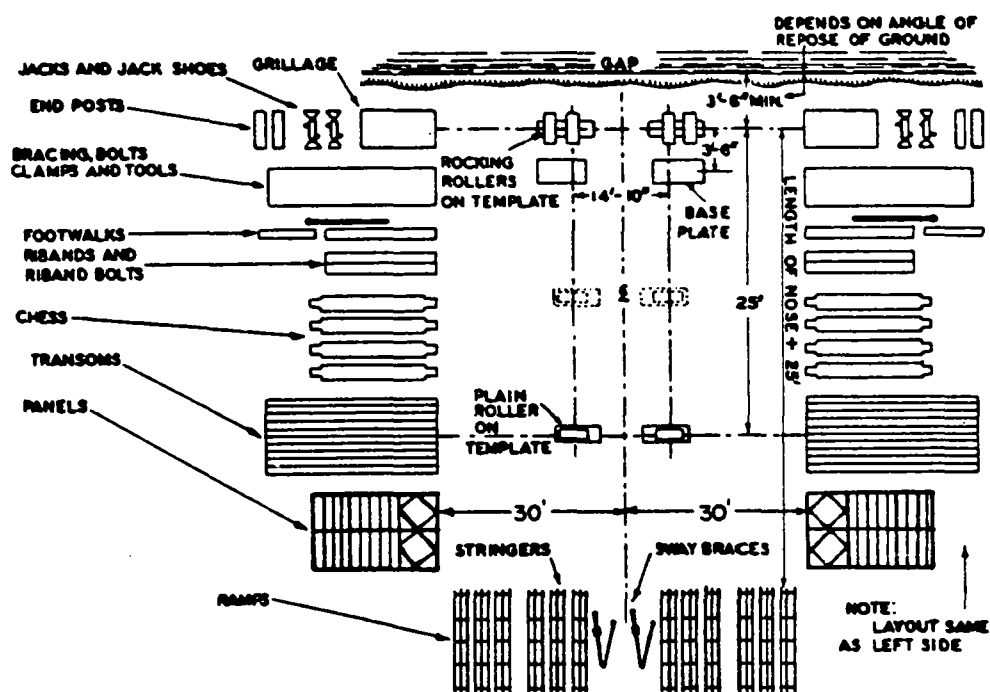 DEPENDS ON ANGLE OF
REPOSE OF GROUND
GAP
JACKS AND JACK SHOES
GRILLAGE
END POSTS
3'-6" MIN.
BRACING, BOLTS
CLAMPS AND TOOLS
ROCKING
ROLLERS
ON TEMPLATE
3'-6"
14'-10"
BASE
PLATE
FOOTWALKS
RIBANDS AND
RIBAND BOLTS
LENGTH OF NOSE + 25'
℄
25'
CHESS
TRANSOMS
PANELS
PLAIN
ROLLER
ON
TEMPLATE
30'
30'
STRINGERS
SWAY BRACES
RAMPS
NOTE:
LAYOUT SAME
AS LEFT SIDE